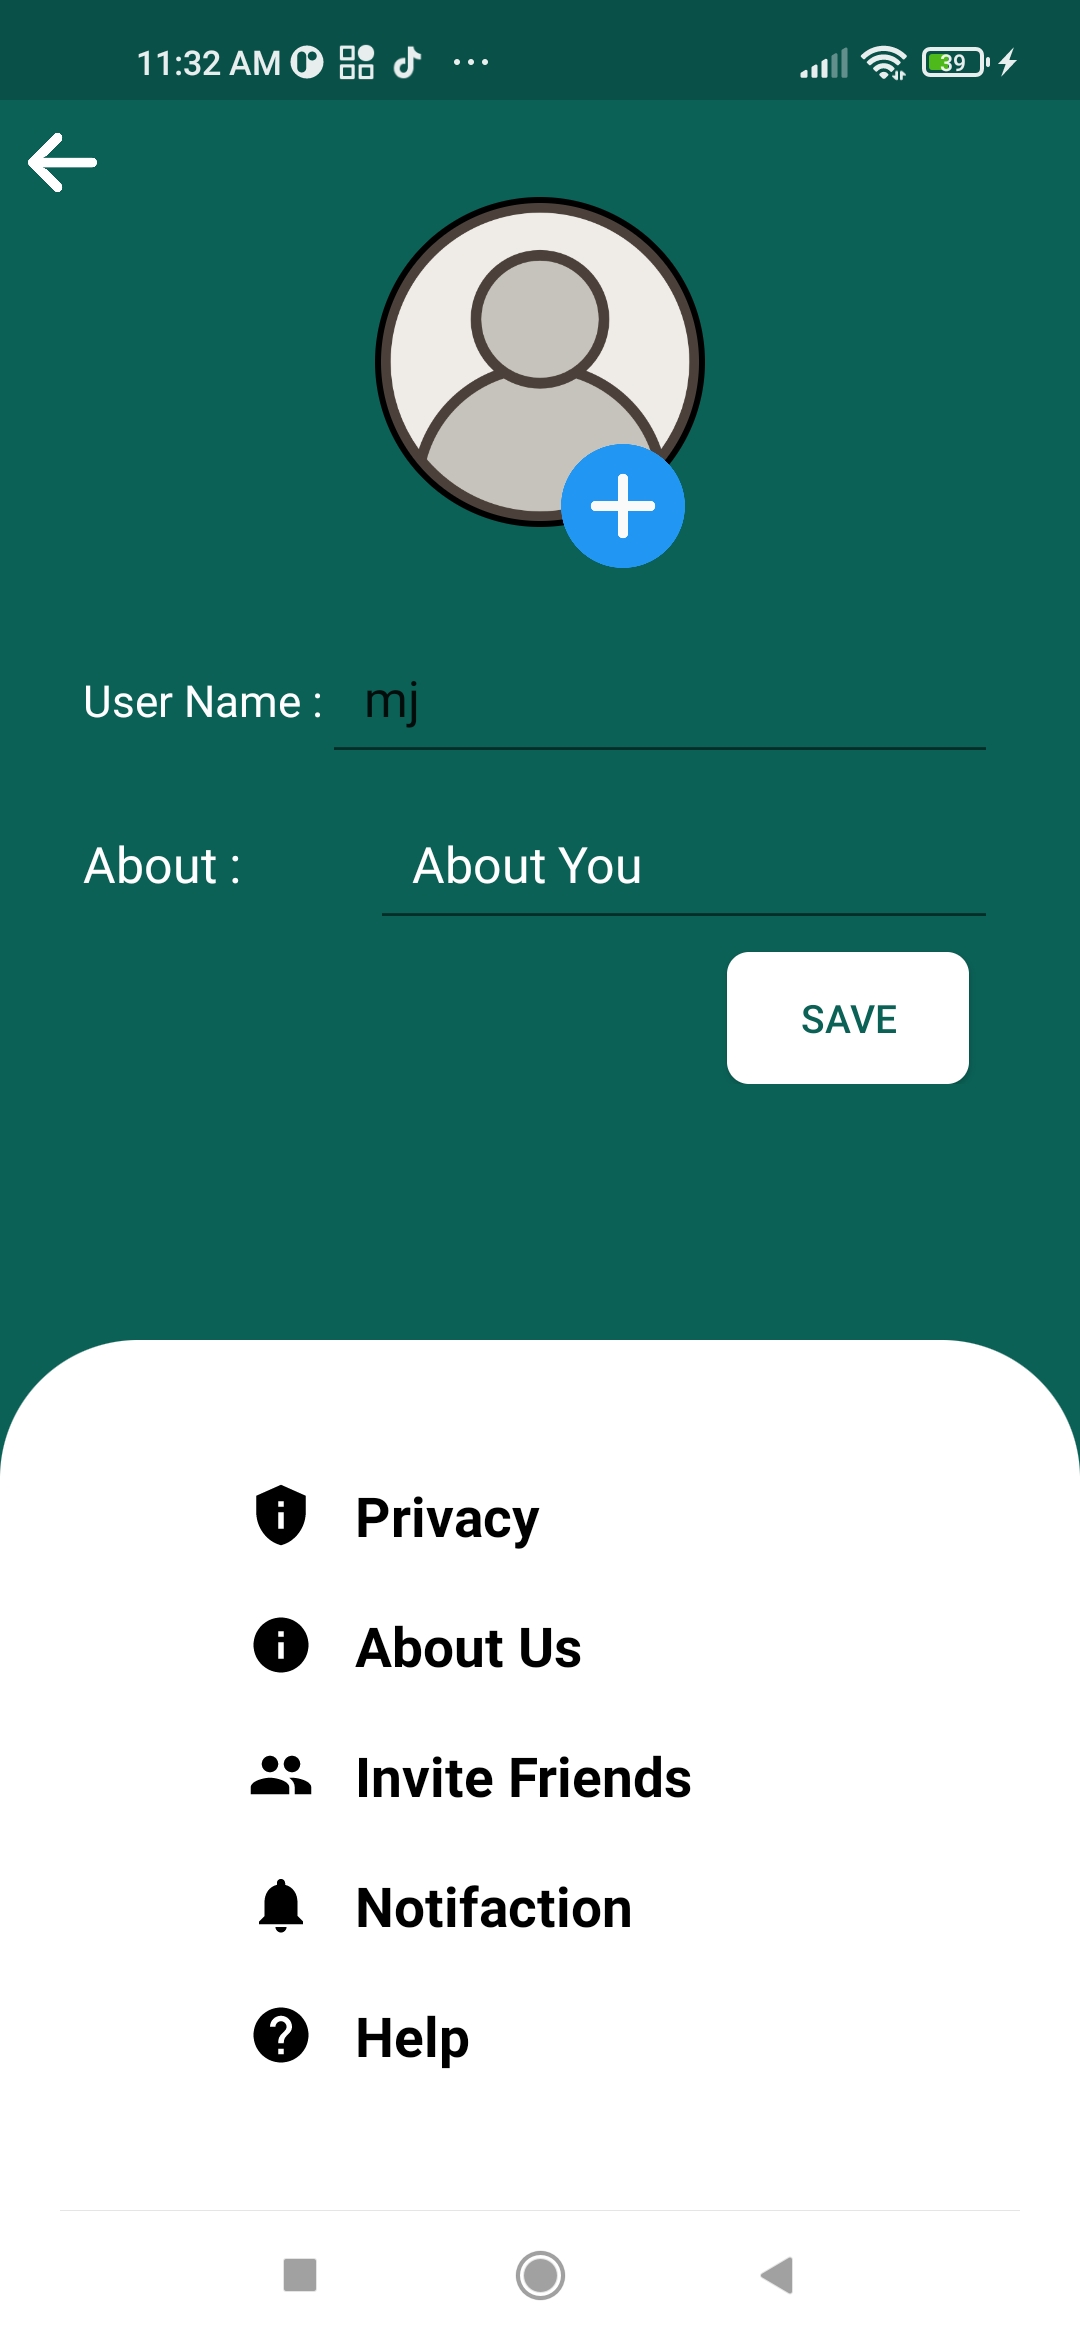 11:32 AM
39
User Name : mj
About : About You
SAVE
Privacy
About Us
Invite Friends
Notifaction
Help